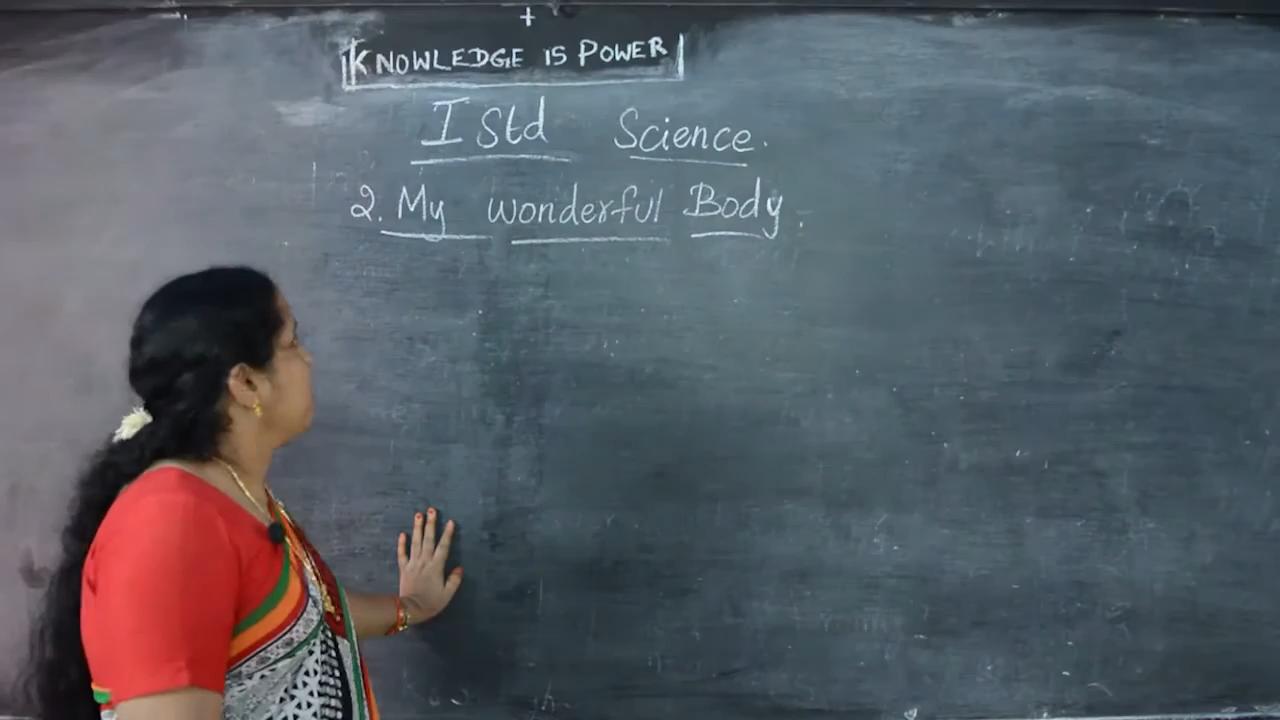 +
KNOWLEDGE IS POWER
I Std Science.
2. My wonderful Body.